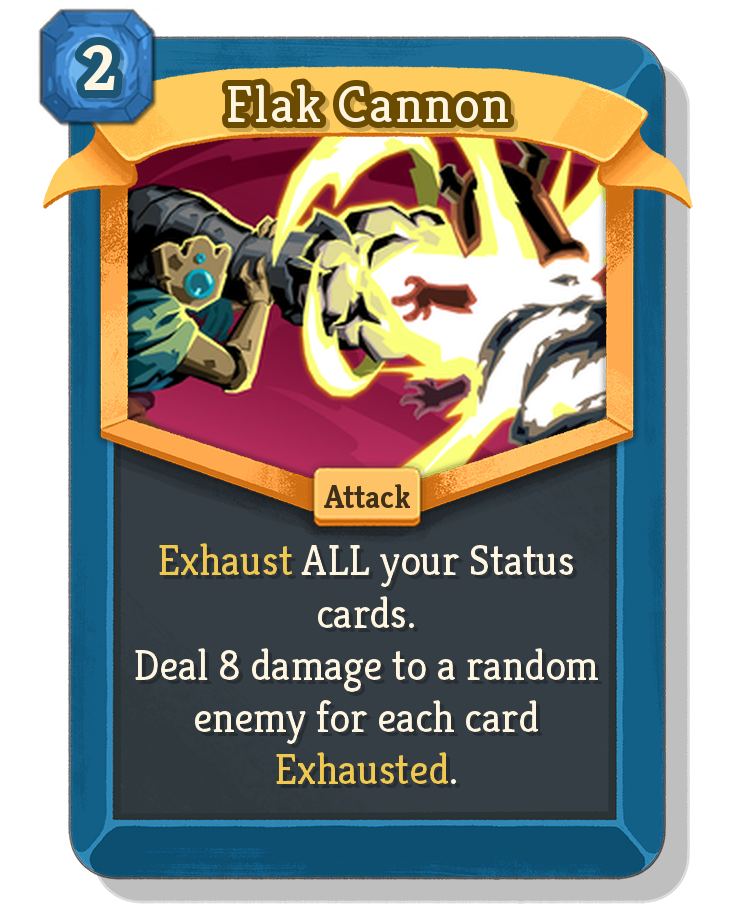 2
Flak Cannon
Attack
Exhaust ALL your Status
cards.
Deal 8 damage to a random
enemy for each card
Exhausted.